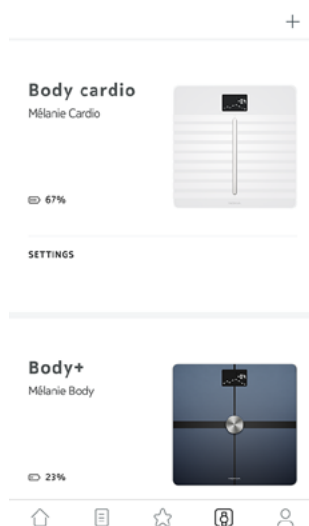 Body cardio
Mélanie Cardio
67%
SETTINGS
Body+
Mélanie Body
23%